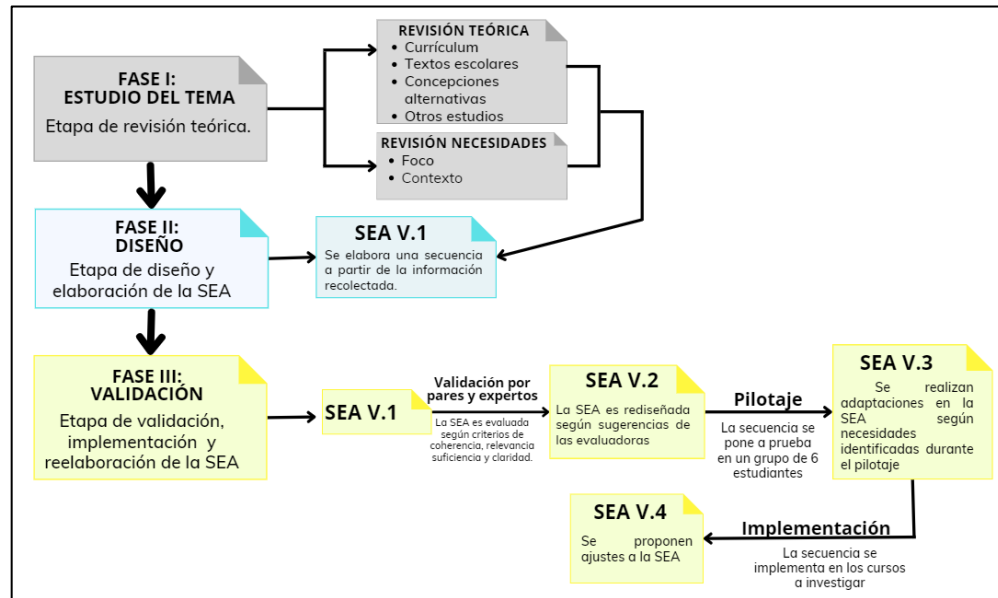 FASE I:
ESTUDIO DEL TEMA
Etapa de revisión teórica.
REVISIÓN TEÓRICA
• Currículum
• Textos escolares
• Concepciones
alternativas
• Otros estudios
REVISIÓN NECESIDADES
• Foco
• Contexto
FASE II:
DISEÑO
Etapa de diseño y
elaboración de la SEA
SEA V.1
Se elabora una secuencia
a partir de la información
recolectada.
FASE III:
VALIDACIÓN
Etapa de validación,
implementación y
reelaboración de la SEA
SEA V.1
Validación por
pares y expertos
La SEA es evaluada
según criterios de
coherencia, relevancia
suficiencia y claridad.
SEA V.2
La SEA es rediseñada
según sugerencias de
las evaluadoras
Pilotaje
La secuencia se
pone a prueba
en un grupo de 6
estudiantes
SEA V.3
Se realizan
adaptaciones en la
SEA según
necesidades
identificadas durante
el pilotaje
Implementación
La secuencia se
implementa en los cursos
a investigar
SEA V.4
Se proponen
ajustes a la SEA